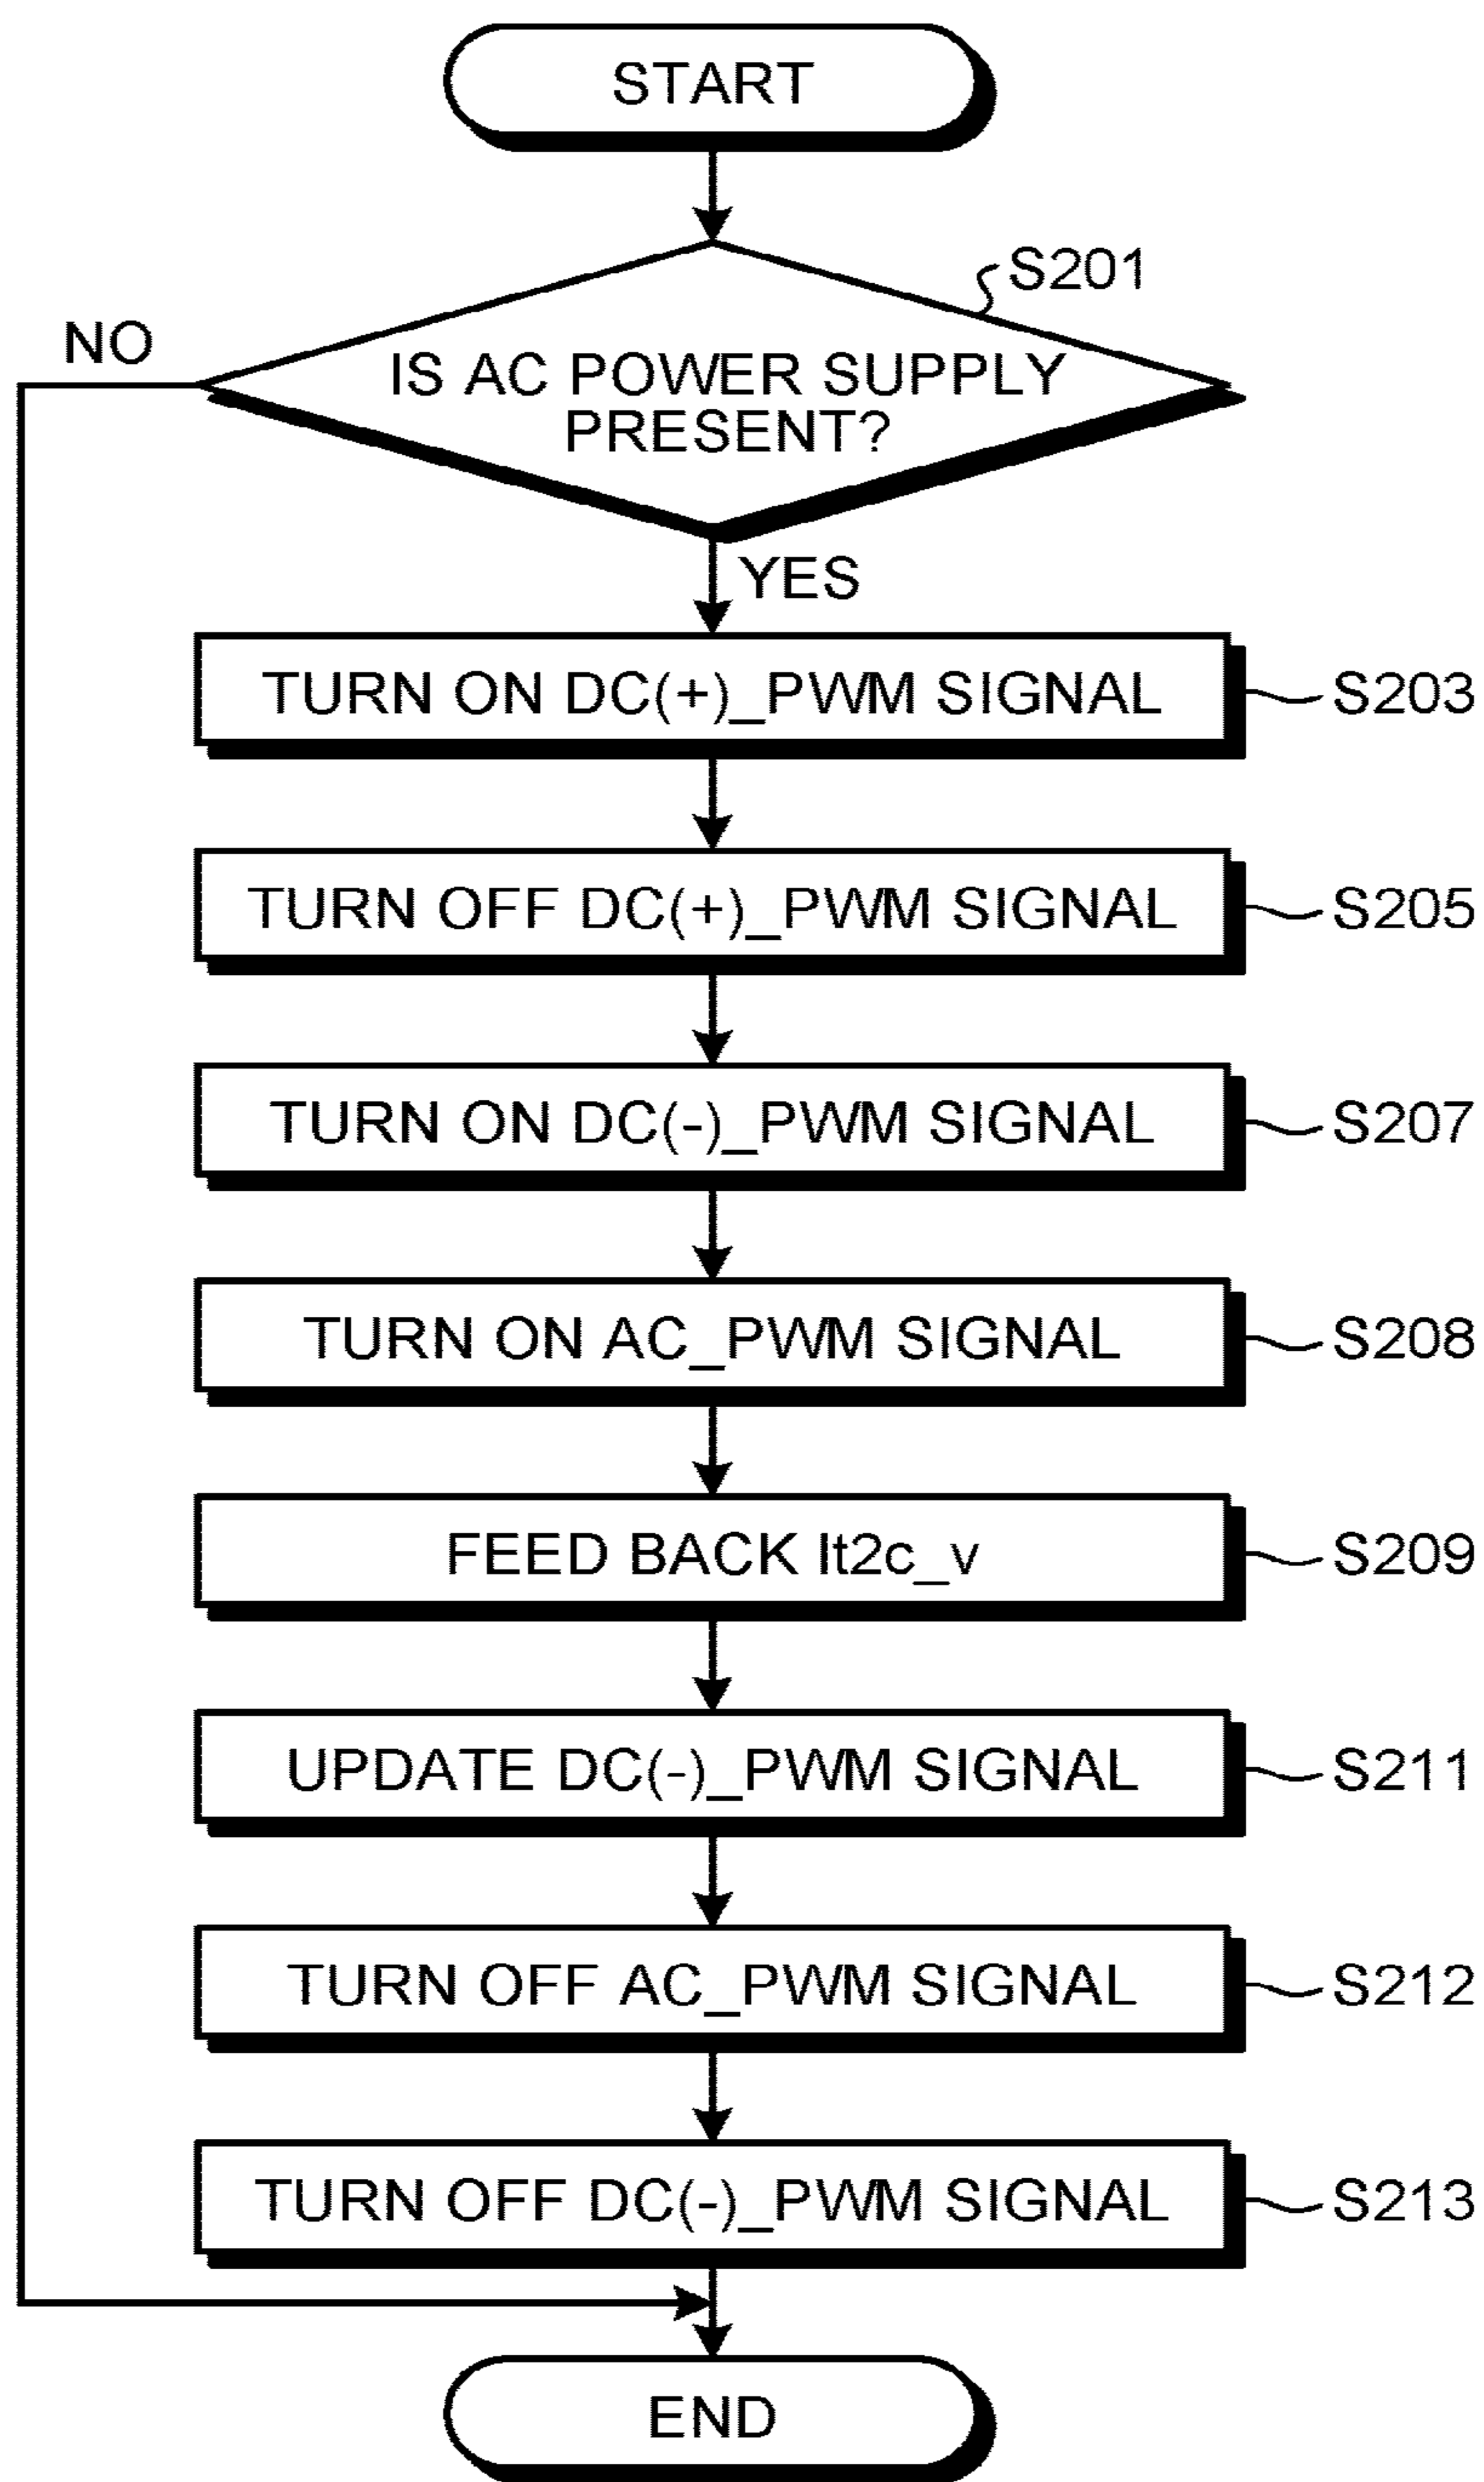 START
S201
NO
IS AC POWER SUPPLY
PRESENT?
YES
TURN ON DC(+)_PWM SIGNAL
S203
TURN OFF DC(+)_PWM SIGNAL
S205
TURN ON DC(-)_PWM SIGNAL
S207
TURN ON AC_PWM SIGNAL
S208
FEED BACK It2c_v
S209
UPDATE DC(-)_PWM SIGNAL
S211
TURN OFF AC_PWM SIGNAL
S212
TURN OFF DC(-)_PWM SIGNAL
S213
END